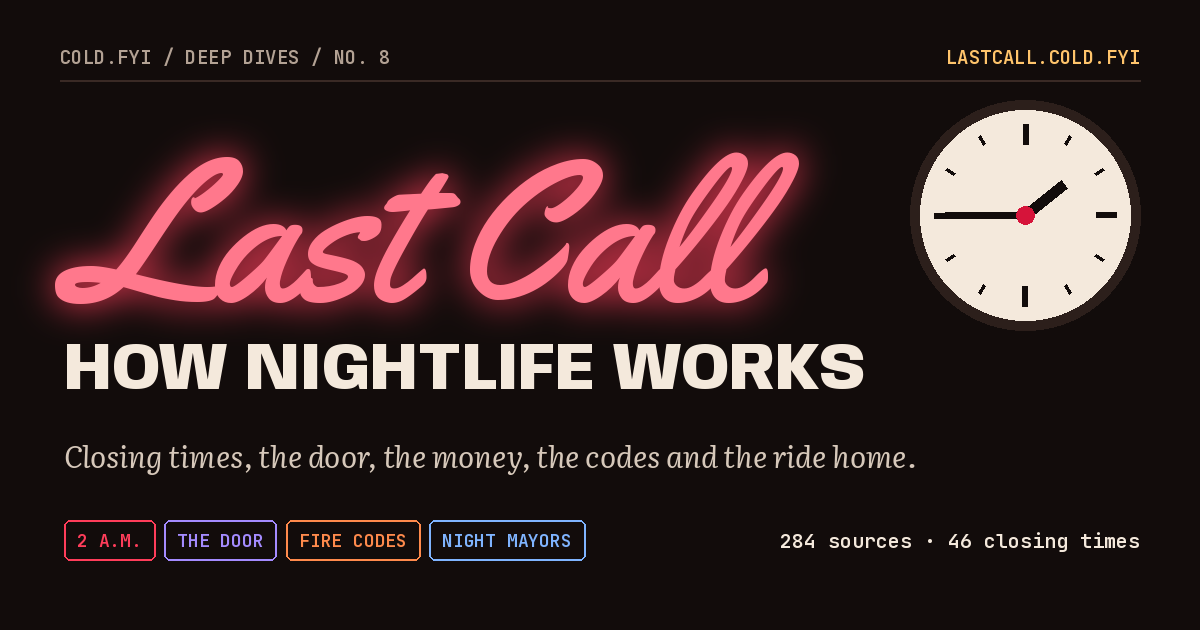 COLD.FYI / DEEP DIVES / NO. 8
LASTCALL.COLD.FYI
Last Call
HOW NIGHTLIFE WORKS
Closing times, the door, the money, the codes and the ride home.
2 A.M.
THE DOOR
FIRE CODES
NIGHT MAYORS
284 sources · 46 closing times